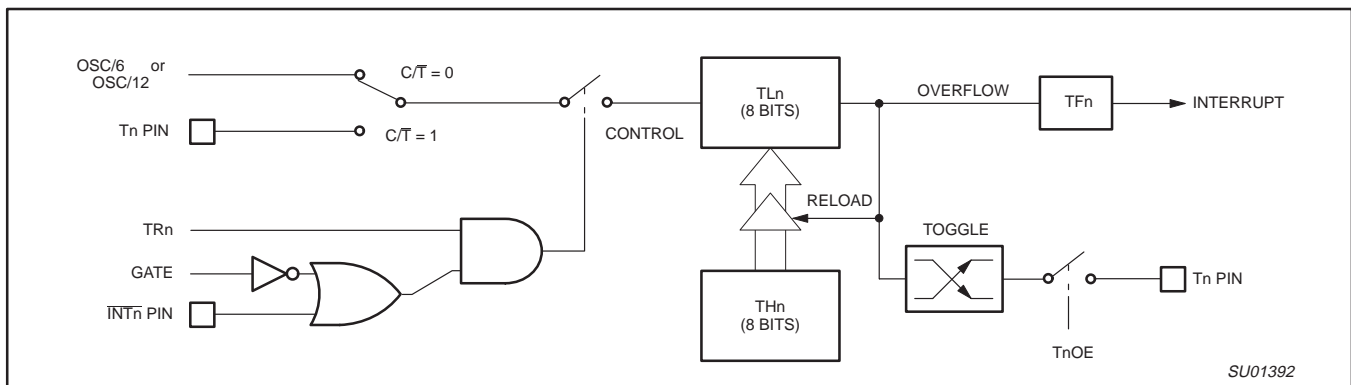 OSC/6 or
OSC/12
C/T̅ = 0
Tn PIN
C/T̅ = 1
CONTROL
TLn
(8 BITS)
OVERFLOW
TFn
INTERRUPT
RELOAD
TRn
GATE
I̅N̅T̅n̅ PIN
THn
(8 BITS)
TOGGLE
Tn PIN
TnOE
SU01392